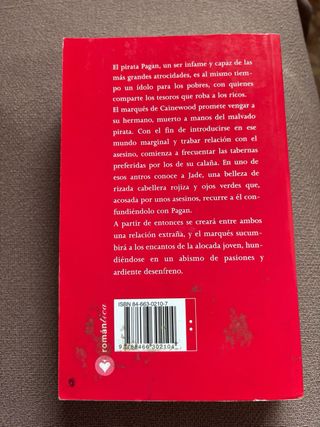 El pirata Pagan, un ser infame y capaz de las
más grandes atrocidades, es al mismo tiem-
po un ídolo para los pobres, con quienes
comparte los tesoros que roba a los ricos.
El marqués de Cainewood promete vengar a
su hermano, muerto a manos del malvado
pirata. Con el fin de introducirse en ese
mundo marginal y trabar relación con el
asesino, comienza a frecuentar las tabernas
preferidas por los de su calaña. En uno de
esos antros conoce a Jade, una belleza de
rizada cabellera rojiza y ojos verdes que,
acosada por unos asesinos, recurre a él con-
fundiéndolo con Pagan.
A partir de entonces se creará entre ambos
una relación extraña, y el marqués sucum-
birá a los encantos de la alocada joven, hun-
diéndose en un abismo de pasiones y
ardiente desenfreno.
románteca
ISBN 84-663-0210-7
9 788466 302104